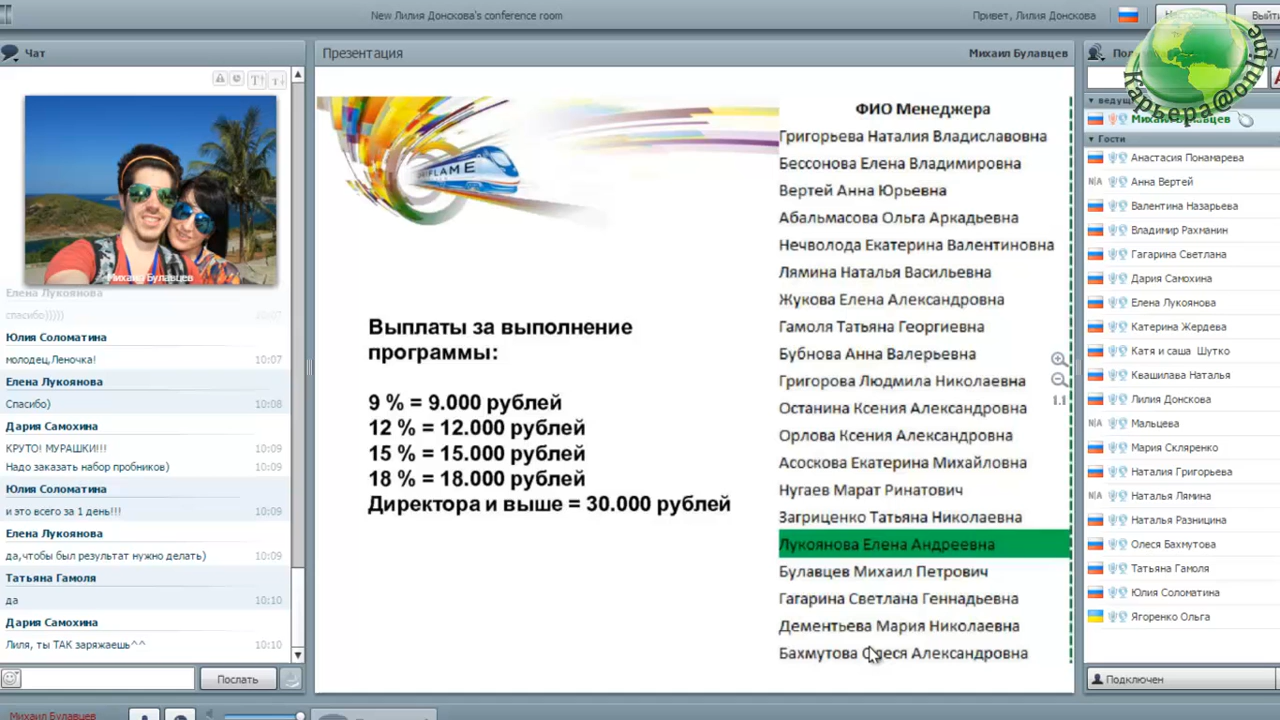 New Лилия Донскова's conference room
Привет, Лилия Донскова
Чат
Михаил Булавцев
Елена Лукоянова
спасибо))))) 10:07
Юлия Соломатина
молодец,Леночка! 10:07
Елена Лукоянова
Спасибо) 10:08
Дария Самохина
КРУТО! МУРАШКИ!!! 10:09
Надо заказать набор пробников) 10:09
Юлия Соломатина
и это всего за 1 день!!! 10:09
Елена Лукоянова
да,чтобы был результат нужно делать) 10:09
Татьяна Гамоля
да 10:10
Дария Самохина
Лиля, ты ТАК заряжаешь^^ 10:10
Послать
Михаил Булавцев
Презентация
Михаил Булавцев
ORIFLAME
Выплаты за выполнение
программы:
9 % = 9.000 рублей
12 % = 12.000 рублей
15 % = 15.000 рублей
18 % = 18.000 рублей
Директора и выше = 30.000 рублей
ФИО Менеджера
Григорьева Наталия Владиславовна
Бессонова Елена Владимировна
Вертей Анна Юрьевна
Абальмасова Ольга Аркадьевна
Нечволода Екатерина Валентиновна
Лямина Наталья Васильевна
Жукова Елена Александровна
Гамоля Татьяна Георгиевна
Бубнова Анна Валерьевна
Григорова Людмила Николаевна
Останина Ксения Александровна
Орлова Ксения Александровна
Асоскова Екатерина Михайловна
Нугаев Марат Ринатович
Загриценко Татьяна Николаевна
Лукоянова Елена Андреевна
Булавцев Михаил Петрович
Гагарина Светлана Геннадьевна
Дементьева Мария Николаевна
Бахмутова Олеся Александровна
1.1
Карьера@online
Михаил Булавцев
Гости
Анастасия Понамарева
N|A Анна Вертей
Валентина Назарьева
Владимир Рахманин
Гагарина Светлана
Дария Самохина
Елена Лукоянова
Катерина Жердева
Катя и саша Шутко
Квашилава Наталья
Лилия Донскова
N|A Мальцева
Мария Скляренко
Наталия Григорьева
N|A Наталья Лямина
Наталья Разницина
Олеся Бахмутова
Татьяна Гамоля
Юлия Соломатина
Ягоренко Ольга
Подключен